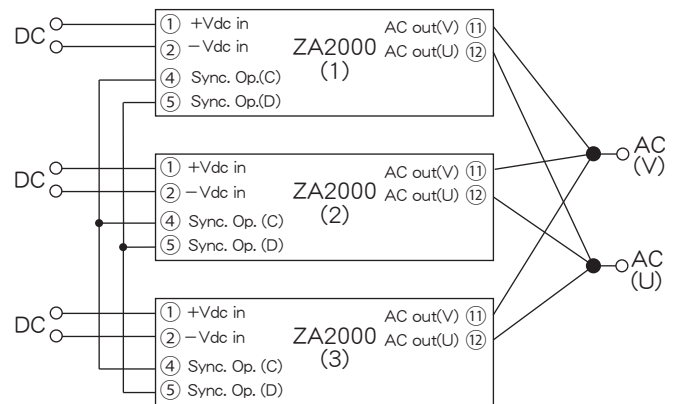 DC
① +Vdc in
② −Vdc in
④ Sync. Op.(C)
⑤ Sync. Op.(D)
ZA2000
(1)
AC out(V) ⑪
AC out(U) ⑫
DC
① +Vdc in
② −Vdc in
④ Sync. Op. (C)
⑤ Sync. Op. (D)
ZA2000
(2)
AC out(V) ⑪
AC out(U) ⑫
DC
① +Vdc in
② −Vdc in
④ Sync. Op. (C)
⑤ Sync. Op. (D)
ZA2000
(3)
AC out(V) ⑪
AC out(U) ⑫
AC
(V)
AC
(U)